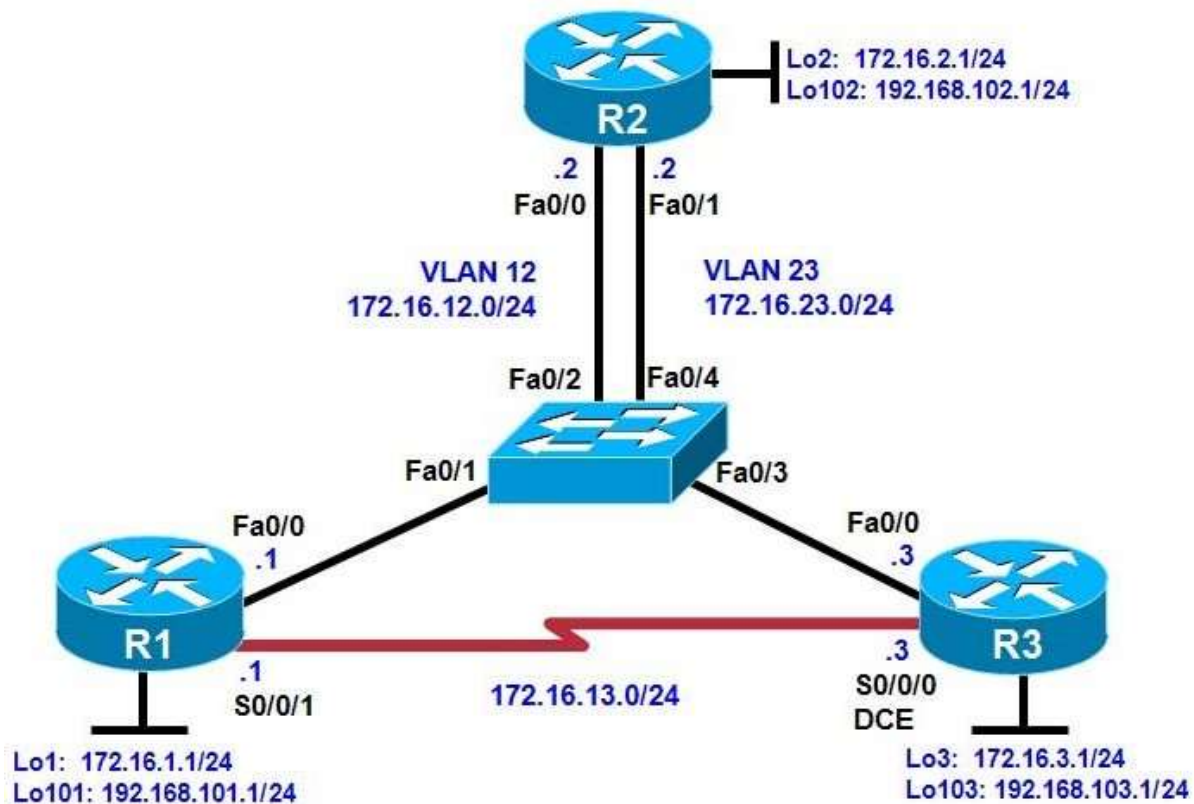 Lo2: 172.16.2.1/24
Lo102: 192.168.102.1/24
R2
.2
.2
Fa0/0
Fa0/1
VLAN 12
172.16.12.0/24
VLAN 23
172.16.23.0/24
Fa0/2
Fa0/4
Fa0/1
Fa0/3
Fa0/0
.1
Fa0/0
.3
R1
R3
.1
S0/0/1
172.16.13.0/24
.3
S0/0/0
DCE
Lo1: 172.16.1.1/24
Lo101: 192.168.101.1/24
Lo3: 172.16.3.1/24
Lo103: 192.168.103.1/24